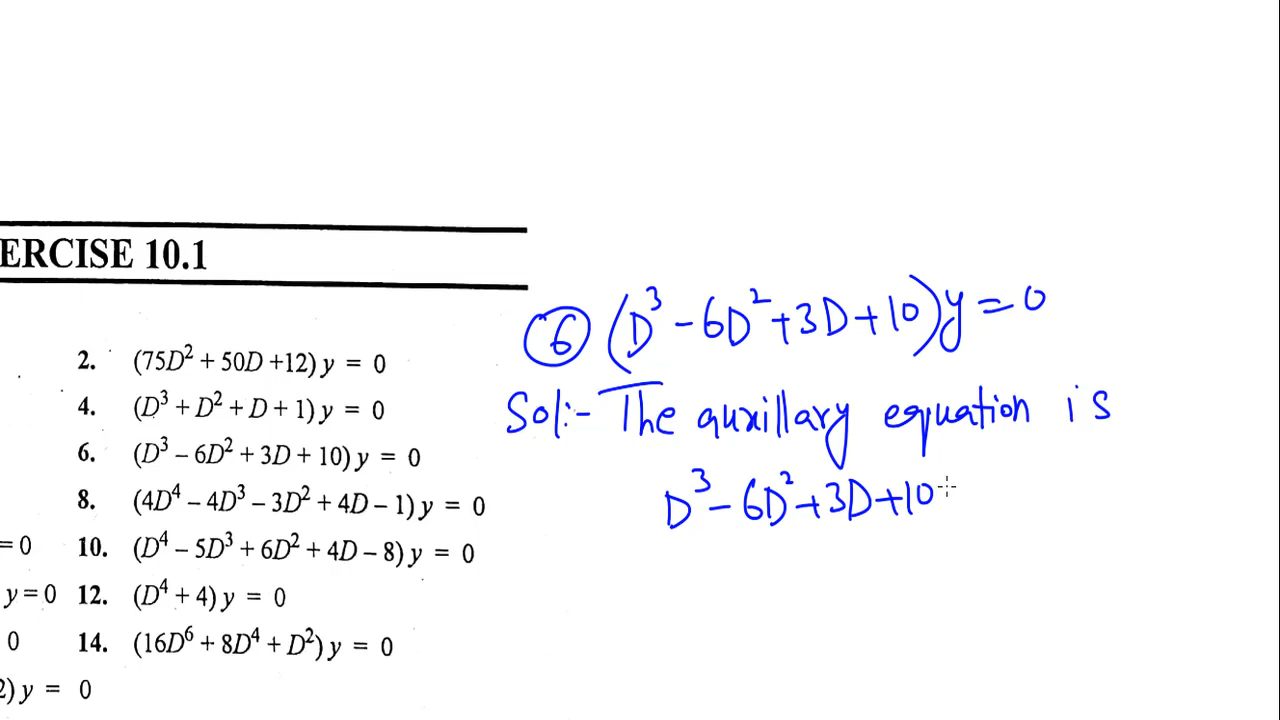 ERCISE 10.1
2. (75D² + 50D +12) y = 0
4. (D³ + D² + D + 1) y = 0
6. (D³ – 6D² + 3D + 10) y = 0
8. (4D⁴ – 4D³ – 3D² + 4D – 1) y = 0
= 0 10. (D⁴ – 5D³ + 6D² + 4D – 8) y = 0
y = 0 12. (D⁴ + 4) y = 0
0 14. (16D⁶ + 8D⁴ + D²) y = 0
2) y = 0
⑥ (D³ - 6D² + 3D + 10) y = 0
Sol:- The auxillary equation is
D³ - 6D² + 3D + 10